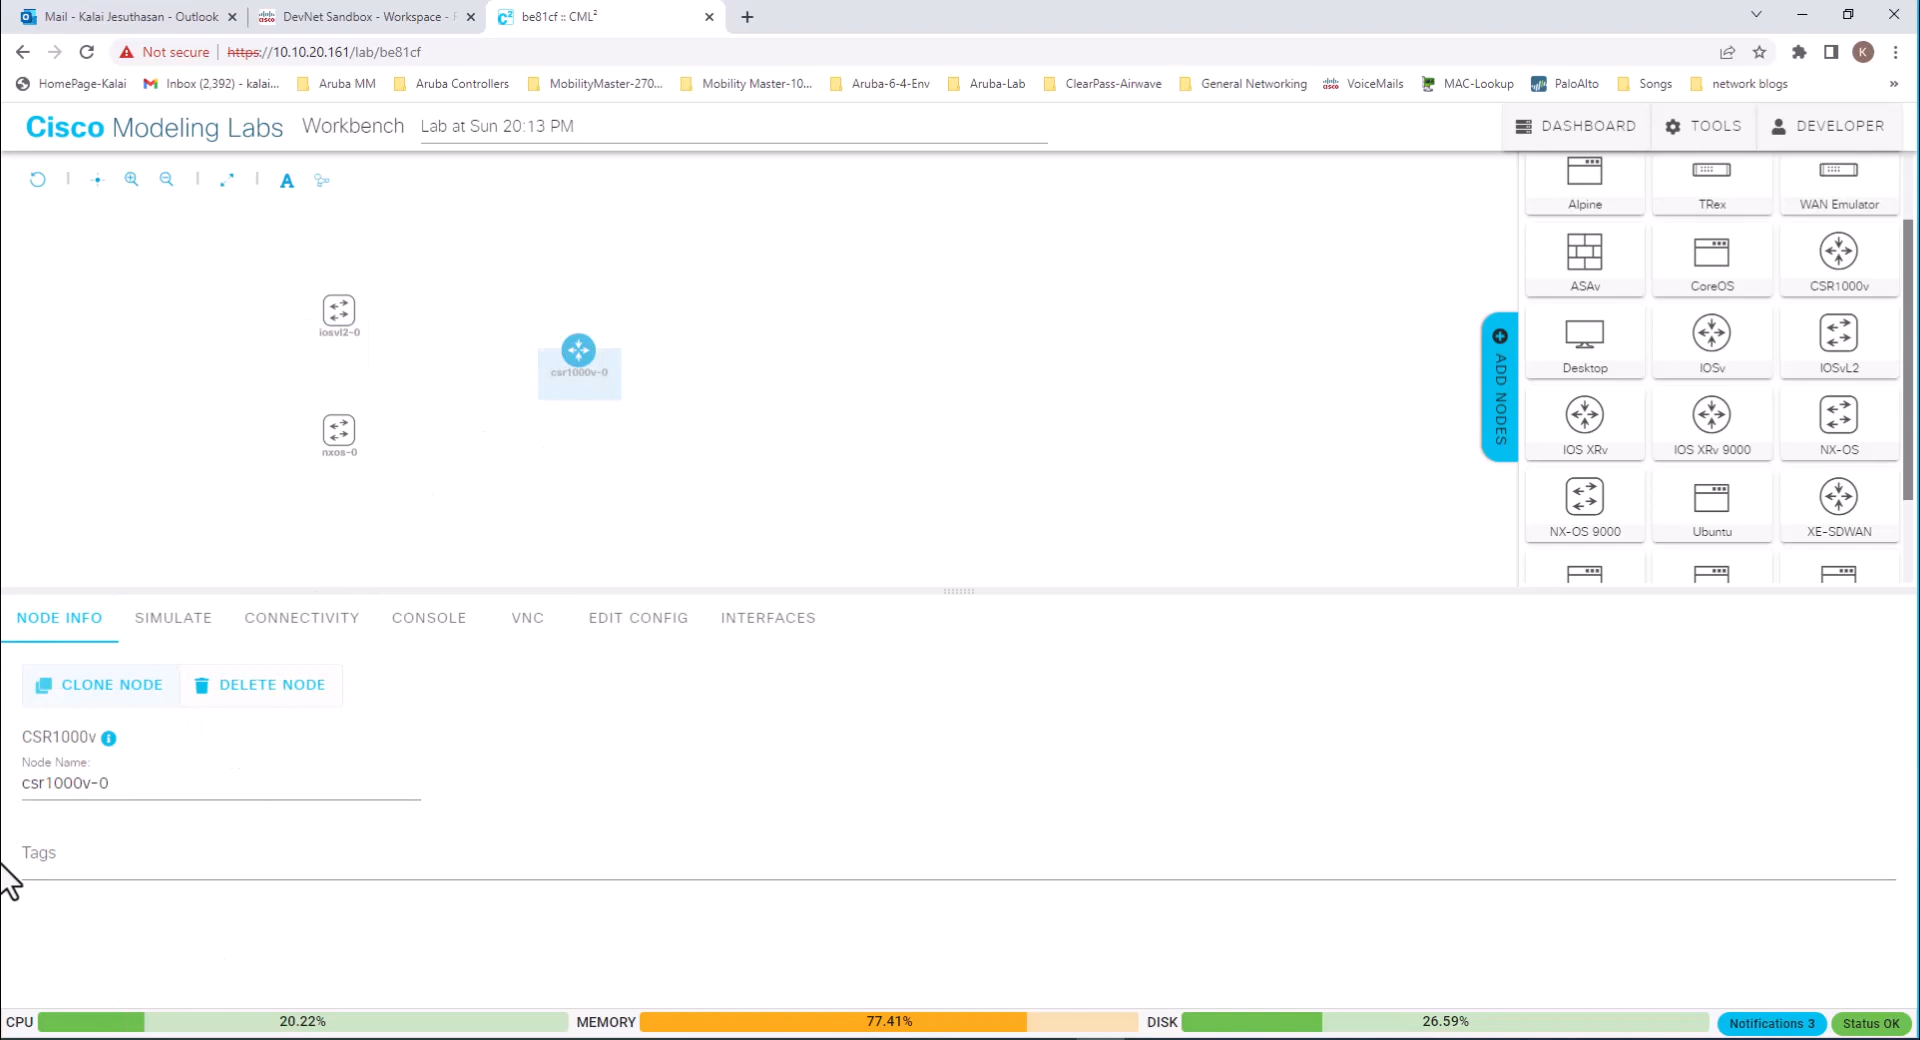 Mail - Kalai Jesuthasan - Outlook
DevNet Sandbox - Workspace -
be81cf :: CML²
Not secure https://10.10.20.161/lab/be81cf
K
HomePage-Kalai
Inbox (2,392) - kalai...
Aruba MM
Aruba Controllers
MobilityMaster-270...
Mobility Master-10...
Aruba-6-4-Env
Aruba-Lab
ClearPass-Airwave
General Networking
VoiceMails
MAC-Lookup
PaloAlto
Songs
network blogs
»
Cisco Modeling Labs Workbench Lab at Sun 20:13 PM
DASHBOARD
TOOLS
DEVELOPER
A
iosvl2-0
csr1000v-0
nxos-0
ADD NODES
Alpine TRex WAN Emulator
ASAv CoreOS CSR1000v
Desktop IOSv IOSvL2
IOS XRv IOS XRv 9000 NX-OS
NX-OS 9000 Ubuntu XE-SDWAN
NODE INFO SIMULATE CONNECTIVITY CONSOLE VNC EDIT CONFIG INTERFACES
CLONE NODE DELETE NODE
CSR1000v
Node Name:
csr1000v-0
Tags
CPU 20.22% MEMORY 77.41% DISK 26.59% Notifications 3 Status OK